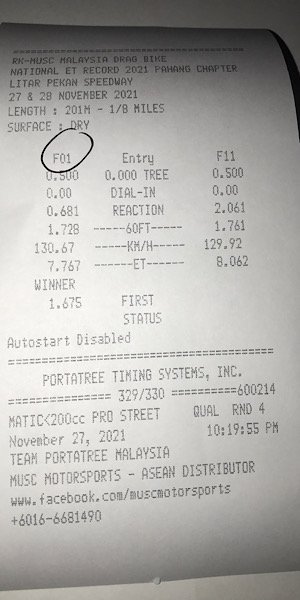 ==========================================
RK-MUSC MALAYSIA DRAG BIKE
NATIONAL ET RECORD 2021 PAHANG CHAPTER
LITAR PEKAN SPEEDWAY
27 & 28 NOVEMBER 2021
LENGTH : 201M - 1/8 MILES
SURFACE : DRY
F01 Entry F11
0.500 0.000 TREE 0.500
0.00 DIAL-IN 0.00
0.681 REACTION 2.061
1.728 -----60FT----- 1.761
130.67 -----KM/H----- 129.92
7.767 ------ET------ 8.062
WINNER
1.675 FIRST
STATUS
Autostart Disabled
==========================================
PORTATREE TIMING SYSTEMS, INC.
=============== 329/330 ==========600214
MATIC<200cc PRO STREET QUAL RND 4
November 27, 2021 10:19:55 PM
TEAM PORTATREE MALAYSIA
MUSC MOTORSPORTS - ASEAN DISTRIBUTOR
www.facebook.com/muscmotorsports
+6016-6681490